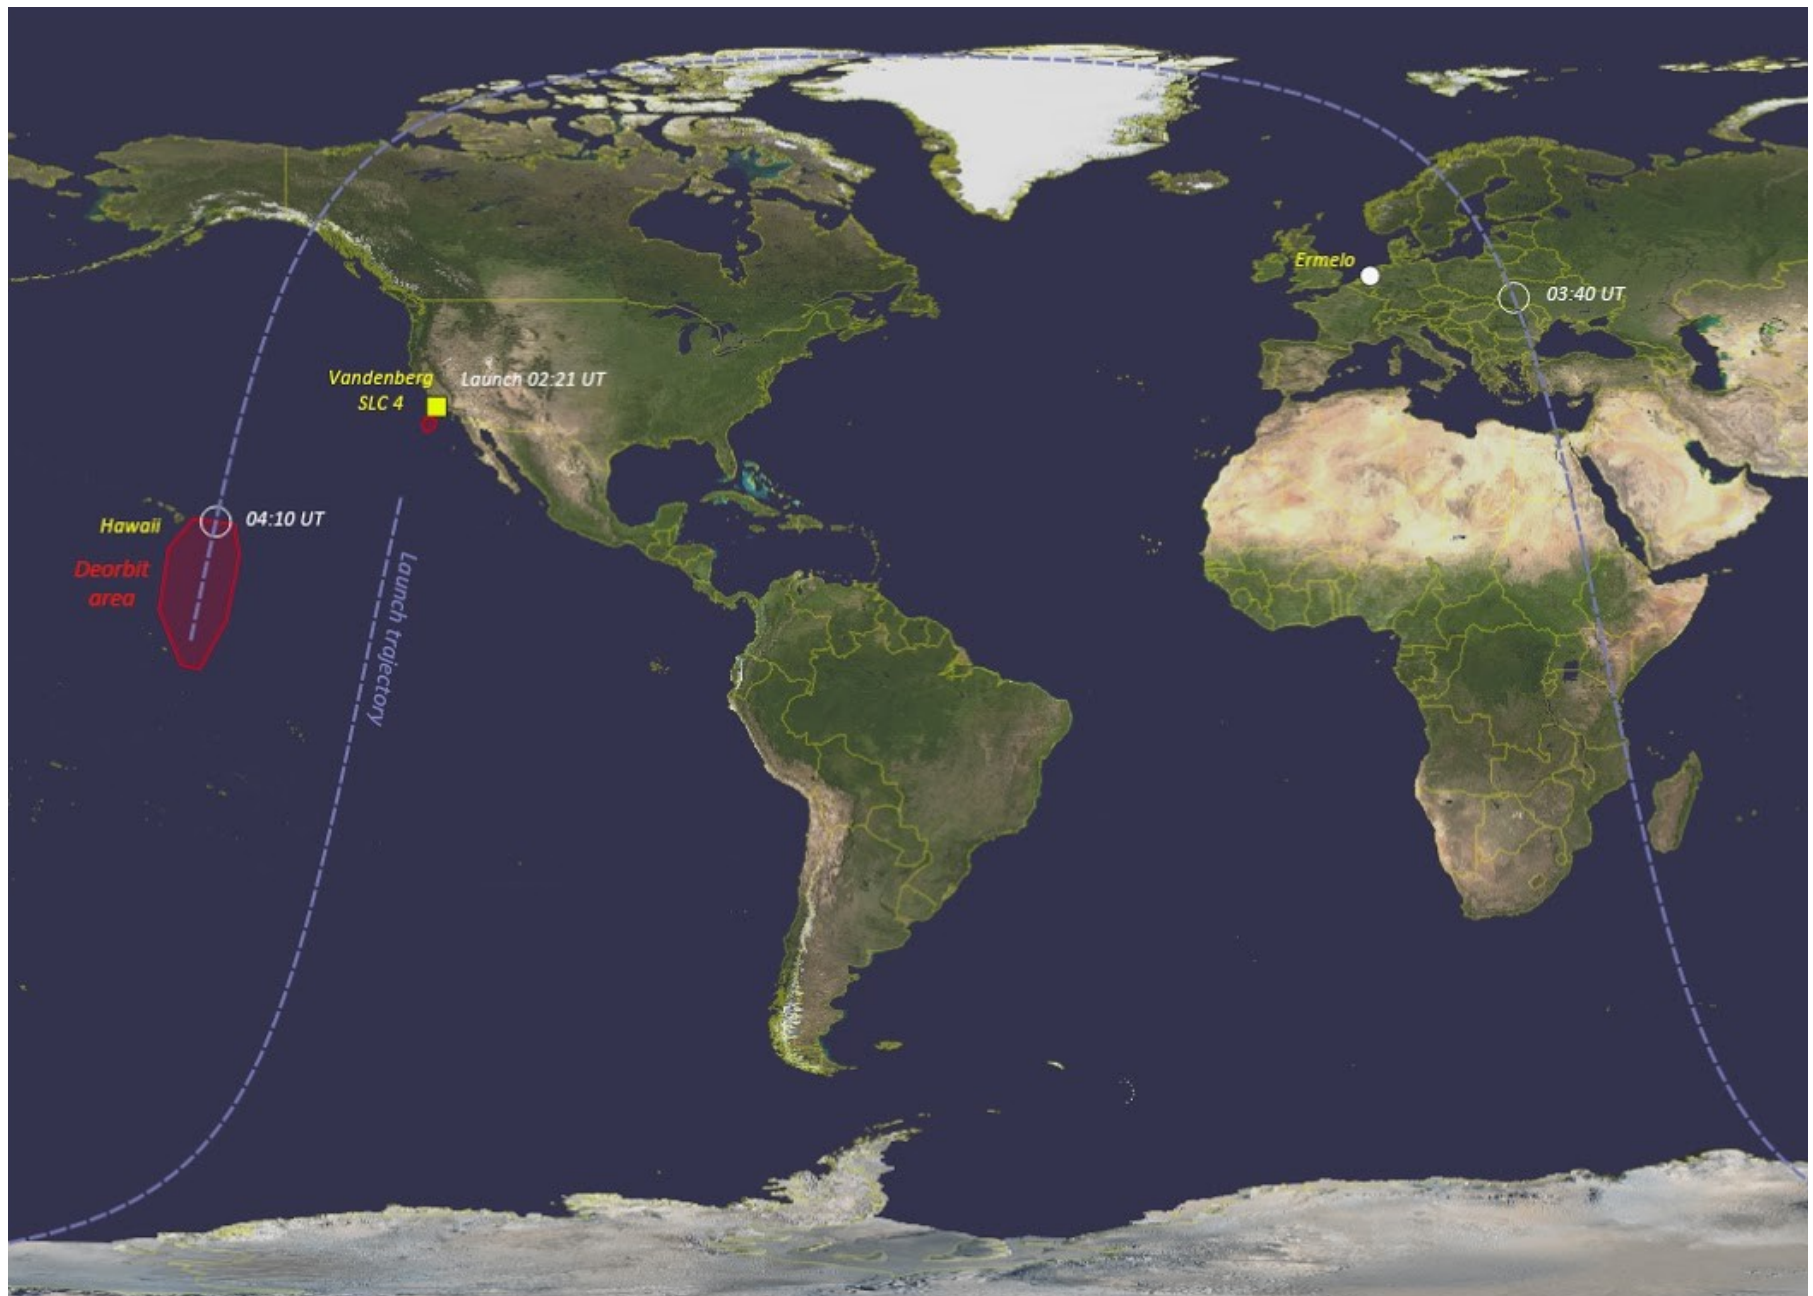 Ermelo
03:40 UT
Vandenberg
SLC 4
Launch 02:21 UT
Hawaii
04:10 UT
Deorbit
area
Launch trajectory